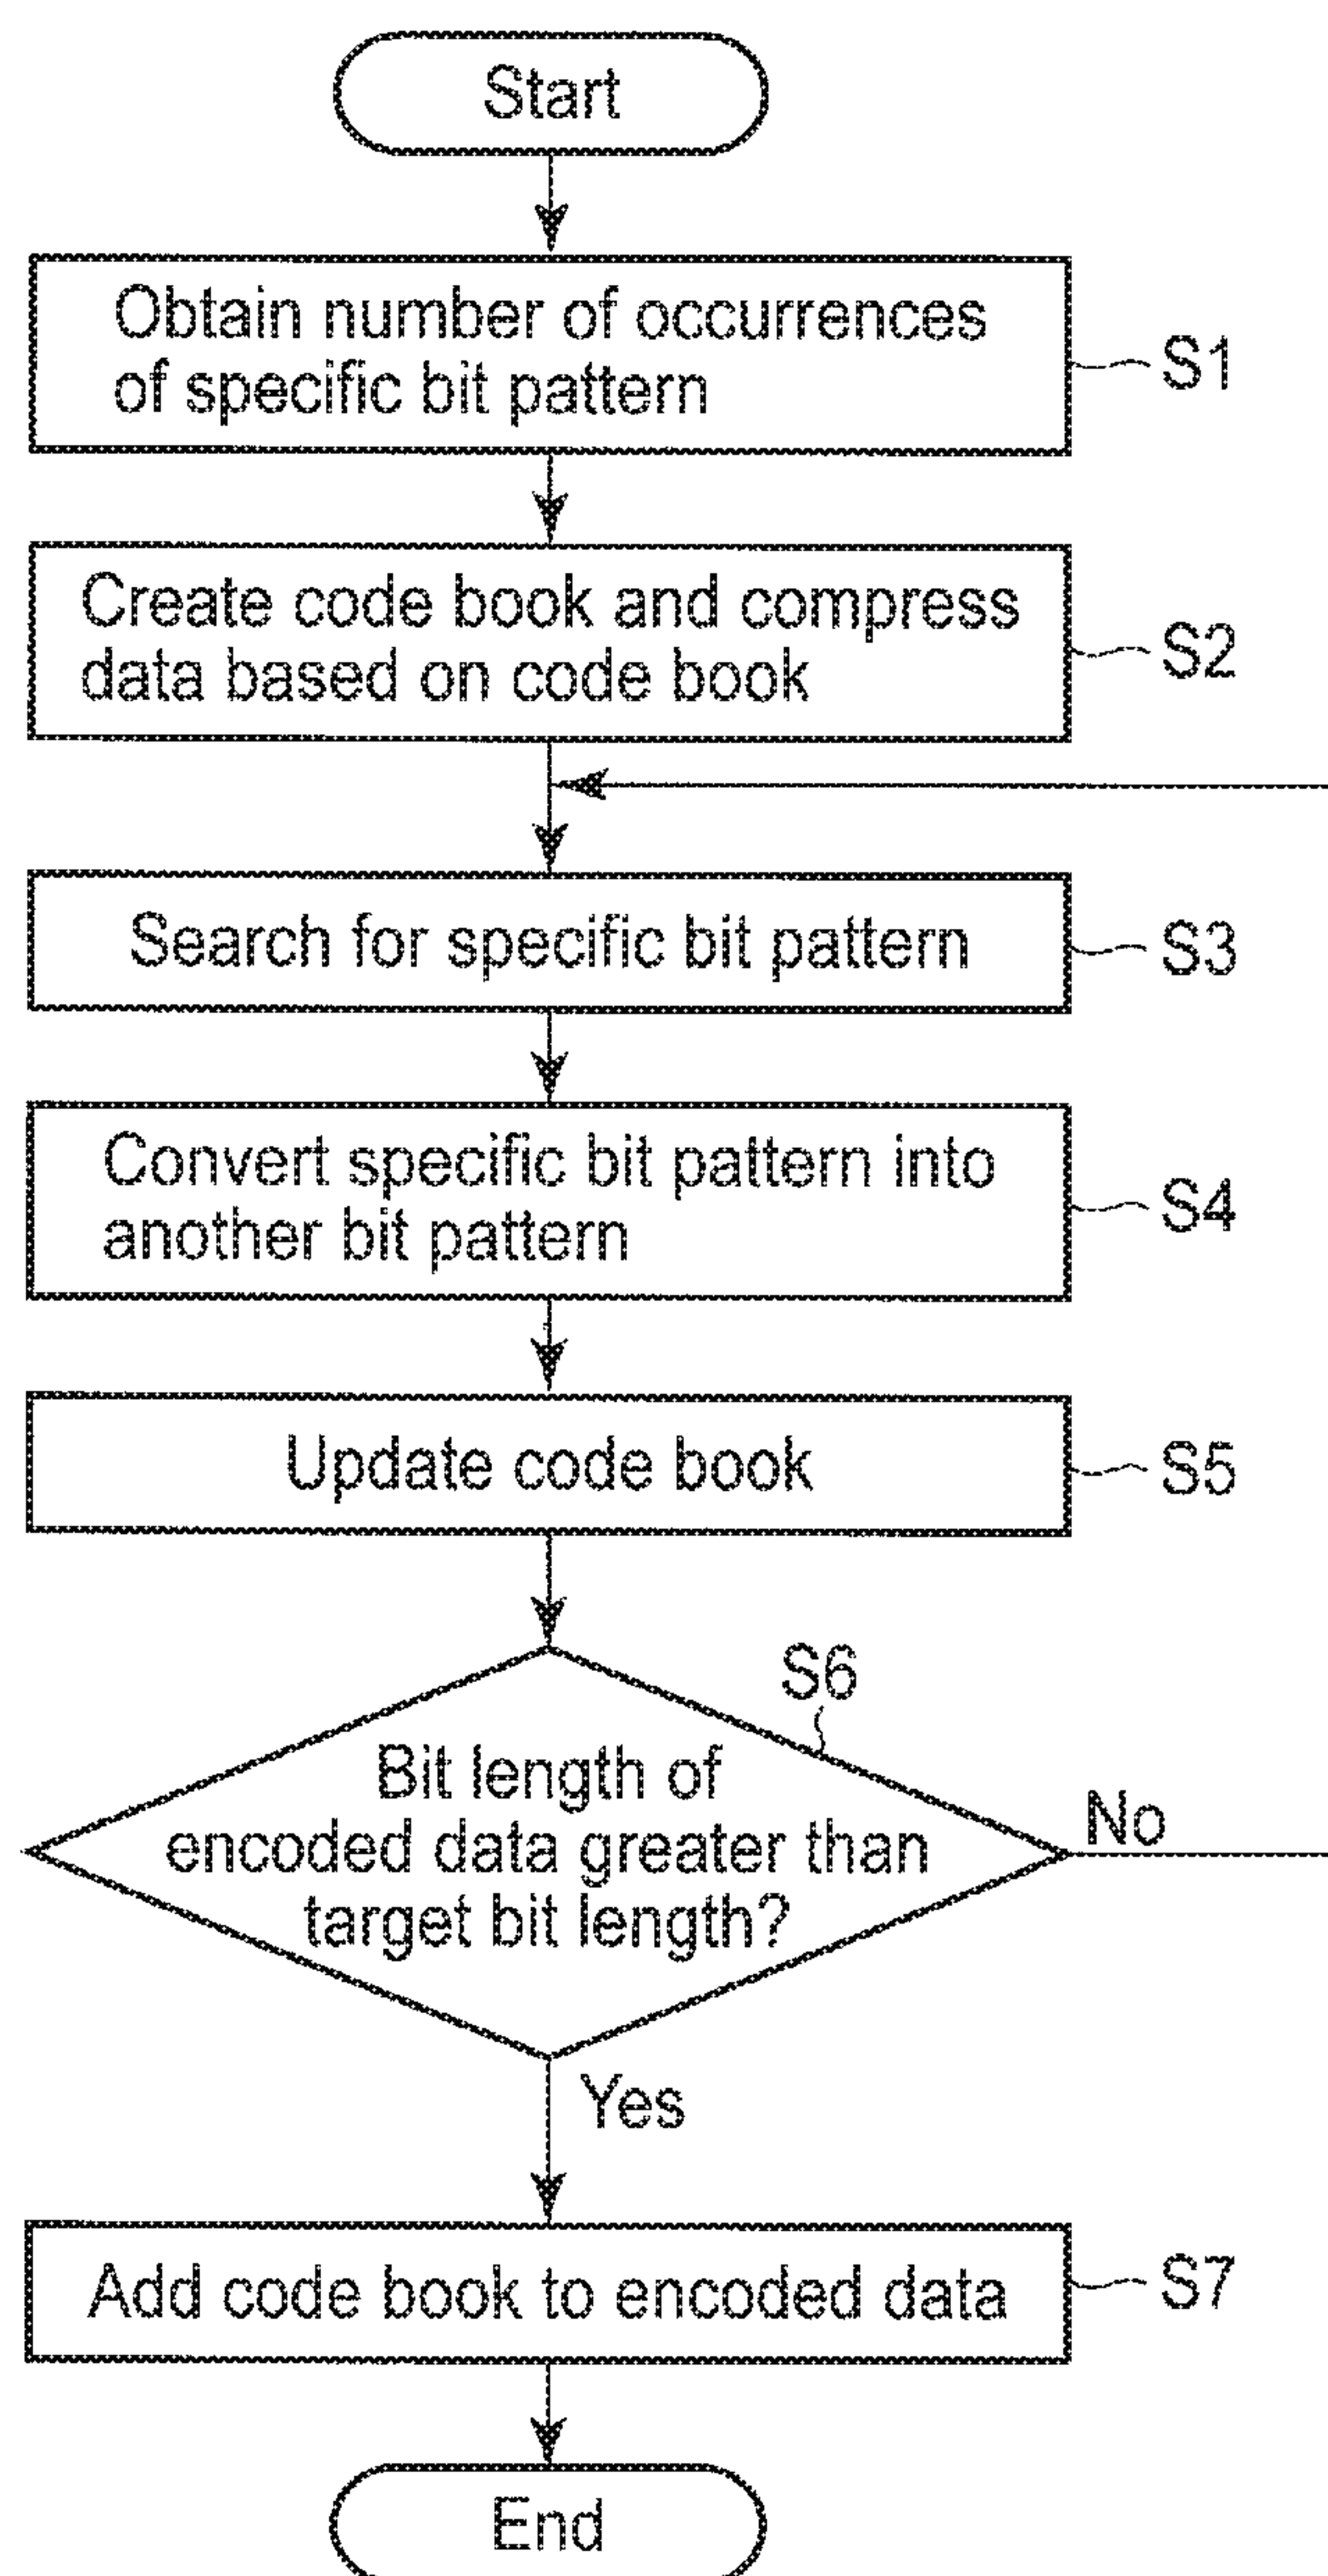 Start
Obtain number of occurrences
of specific bit pattern
S1
Create code book and compress
data based on code book
S2
Search for specific bit pattern
S3
Convert specific bit pattern into
another bit pattern
S4
Update code book
S5
S6
Bit length of
encoded data greater than
target bit length?
No
Yes
Add code book to encoded data
S7
End